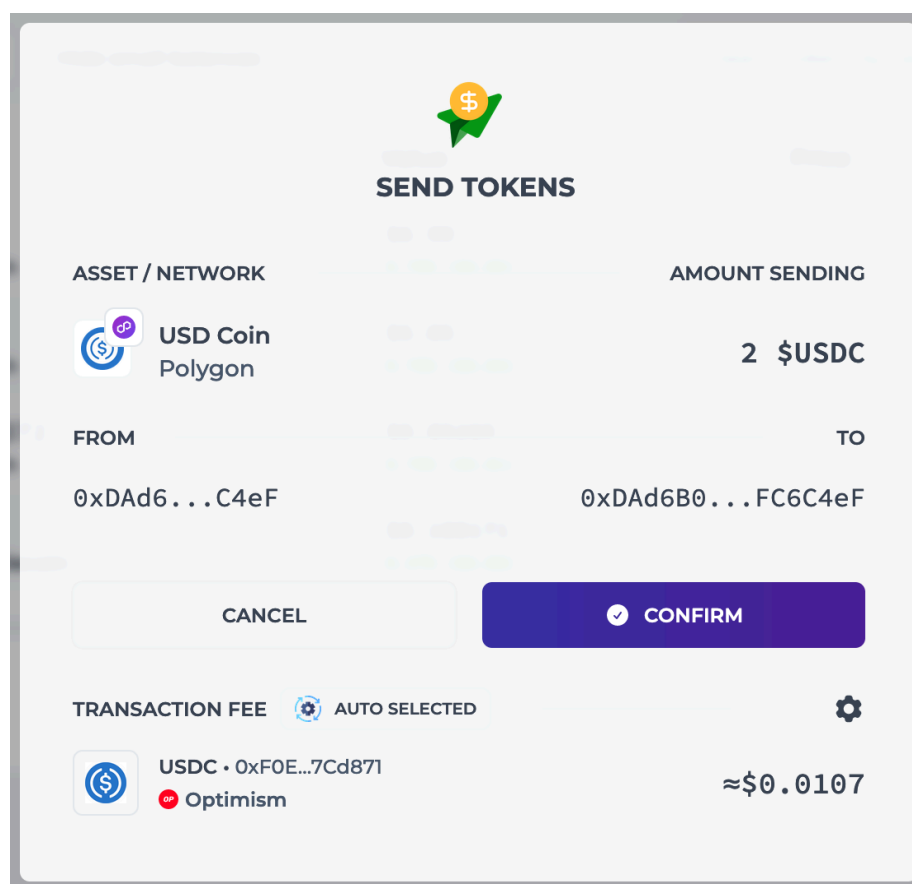 SEND TOKENS
ASSET / NETWORK
AMOUNT SENDING
USD Coin
Polygon
2 $USDC
FROM
TO
0xDAd6...C4eF
0xDAd6B0...FC6C4eF
CANCEL
CONFIRM
TRANSACTION FEE
AUTO SELECTED
USDC • 0xF0E...7Cd871
OP Optimism
≈$0.0107